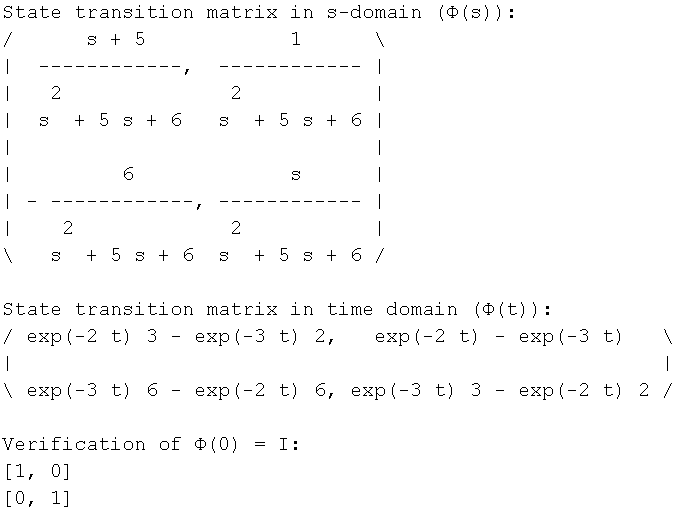 State transition matrix in s-domain (Φ(s)):
/      s + 5            1      \
|  ------------,  ------------ |
|   2              2           |
|  s  + 5 s + 6   s  + 5 s + 6 |
|                              |
|         6             s      |
| - ------------, ------------ |
|    2             2           |
\   s  + 5 s + 6  s  + 5 s + 6 /

State transition matrix in time domain (Φ(t)):
/ exp(-2 t) 3 - exp(-3 t) 2,   exp(-2 t) - exp(-3 t)   \
|                                                      |
\ exp(-3 t) 6 - exp(-2 t) 6, exp(-3 t) 3 - exp(-2 t) 2 /

Verification of Φ(0) = I:
[1, 0]
[0, 1]